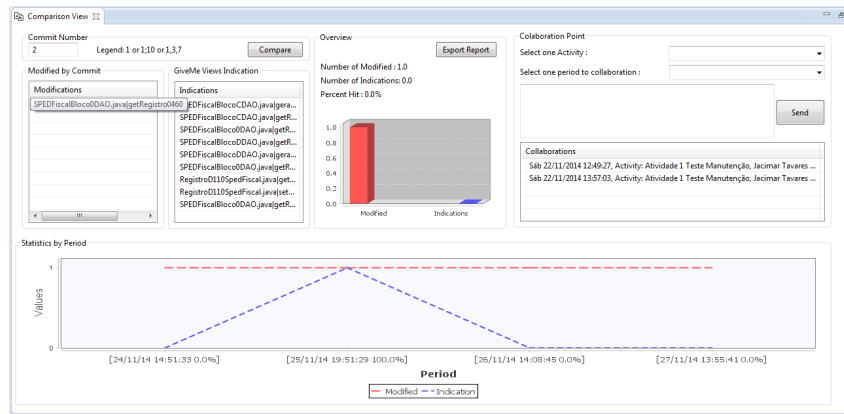 Comparison View
Commit Number
2
Legend: 1 or 1;10 or 1,3,7
Compare
Modified by Commit
Modifications
SPEDFiscalBloco0DAO.java|getRegistro0460
GiveMe Views Indication
Indications
SPEDFiscalBlocoCDAO.java|gera...
SPEDFiscalBlocoCDAO.java|getR...
SPEDFiscalBloco0DAO.java|getR...
SPEDFiscalBlocoDDAO.java|gera...
SPEDFiscalBloco0DAO.java|getR...
SPEDFiscalBloco0DAO.java|getR...
RegistroD110SpedFiscal.java|get...
RegistroD110SpedFiscal.java|set...
SPEDFiscalBloco0DAO.java|getR...
Overview
Export Report
Number of Modified : 1.0
Number of Indications: 0.0
Percent Hit : 0.0%
1.0
0.8
0.6
0.4
0.2
0.0
Modified
Indications
Colaboration Point
Select one Activity :
Select one period to collaboration :
Send
Collaborations
Sáb 22/11/2014 12:49:27, Activity: Atividade 1 Teste Manutenção, Jacimar Tavares ...
Sáb 22/11/2014 13:57:03, Activity: Atividade 1 Teste Manutenção, Jacimar Tavares ...
Statistics by Period
Values
1
0
[24/11/14 14:51:33 0.0%]
[25/11/14 19:51:29 100.0%]
[26/11/14 14:08:45 0.0%]
[27/11/14 13:55:41 0.0%]
Period
Modified
Indication